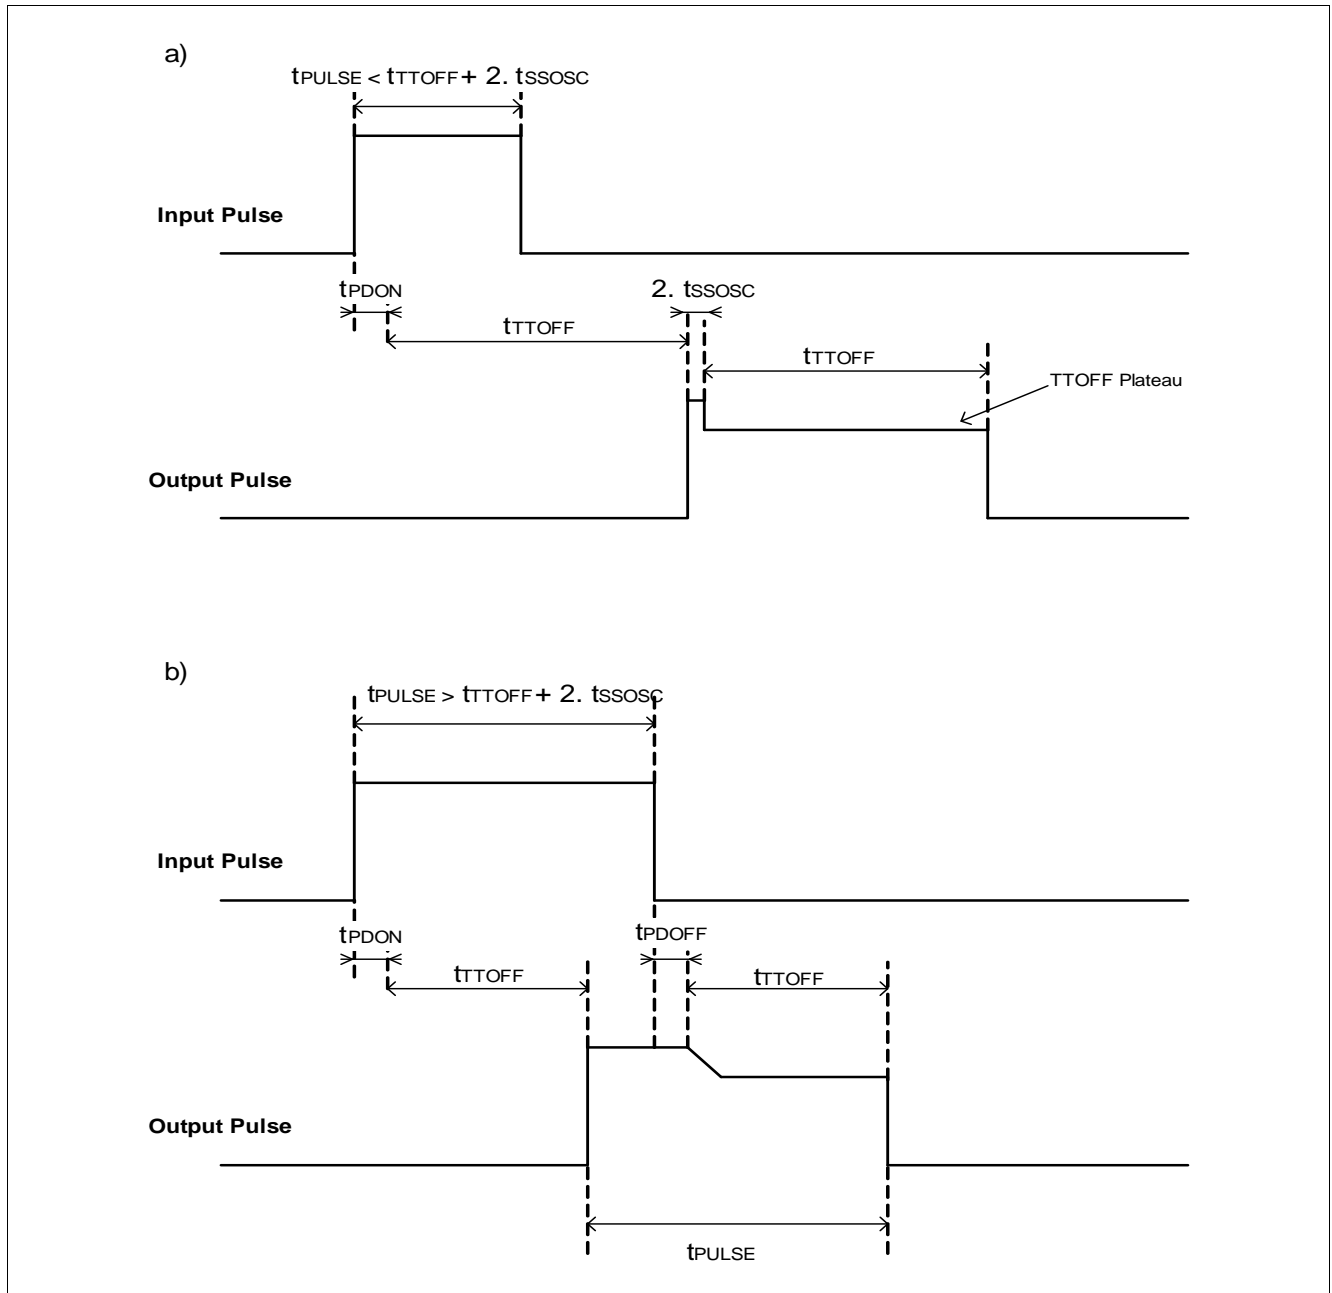 a)
tPULSE < tTTOFF + 2. tSSOSC
Input Pulse
tPDON
2. tSSOSC
tTTOFF
tTTOFF
TTOFF Plateau
Output Pulse
b)
tPULSE > tTTOFF + 2. tSSOSC
Input Pulse
tPDON
tPDOFF
tTTOFF
tTTOFF
Output Pulse
tPULSE